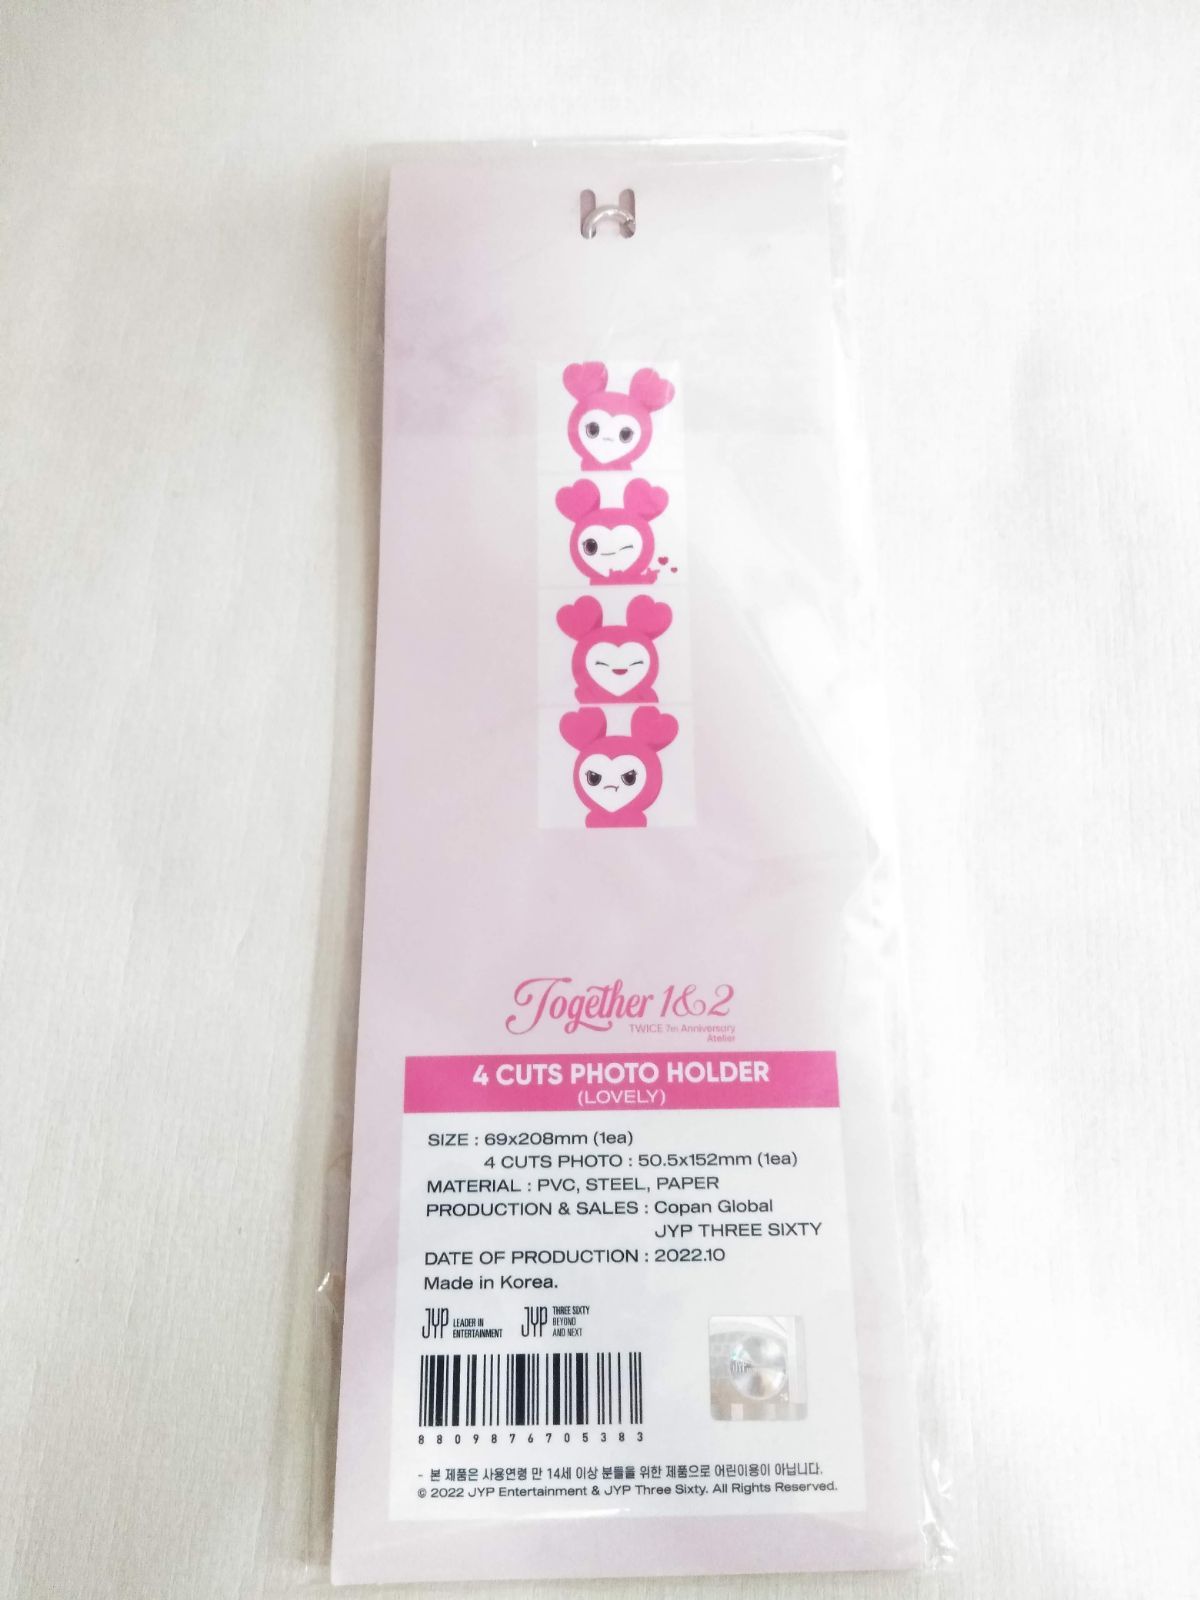 Together 1&2
TWICE 7th Anniversary
Atelier
4 CUTS PHOTO HOLDER
(LOVELY)
SIZE : 69x208mm (1ea)
4 CUTS PHOTO : 50.5x152mm (1ea)
MATERIAL : PVC, STEEL, PAPER
PRODUCTION & SALES : Copan Global
JYP THREE SIXTY
DATE OF PRODUCTION : 2022.10
Made in Korea.
JYP LEADER IN ENTERTAINMENT
JYP THREE SIXTY BEYOND AND NEXT
JYP
8809876705383
- 본 제품은 사용연령 만 14세 이상 분들을 위한 제품으로 어린이용이 아닙니다.
© 2022 JYP Entertainment & JYP Three Sixty. All Rights Reserved.